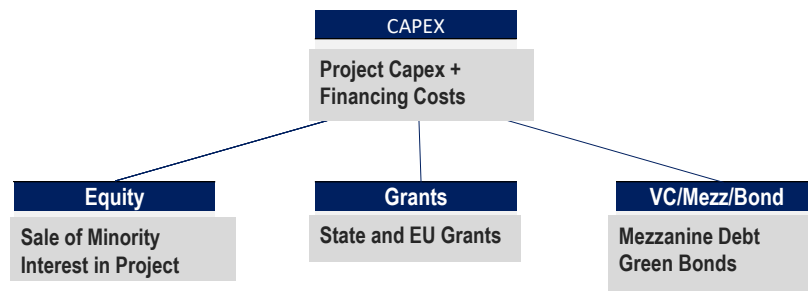 CAPEX
Project Capex +
Financing Costs
Equity
Sale of Minority
Interest in Project
Grants
State and EU Grants
VC/Mezz/Bond
Mezzanine Debt
Green Bonds